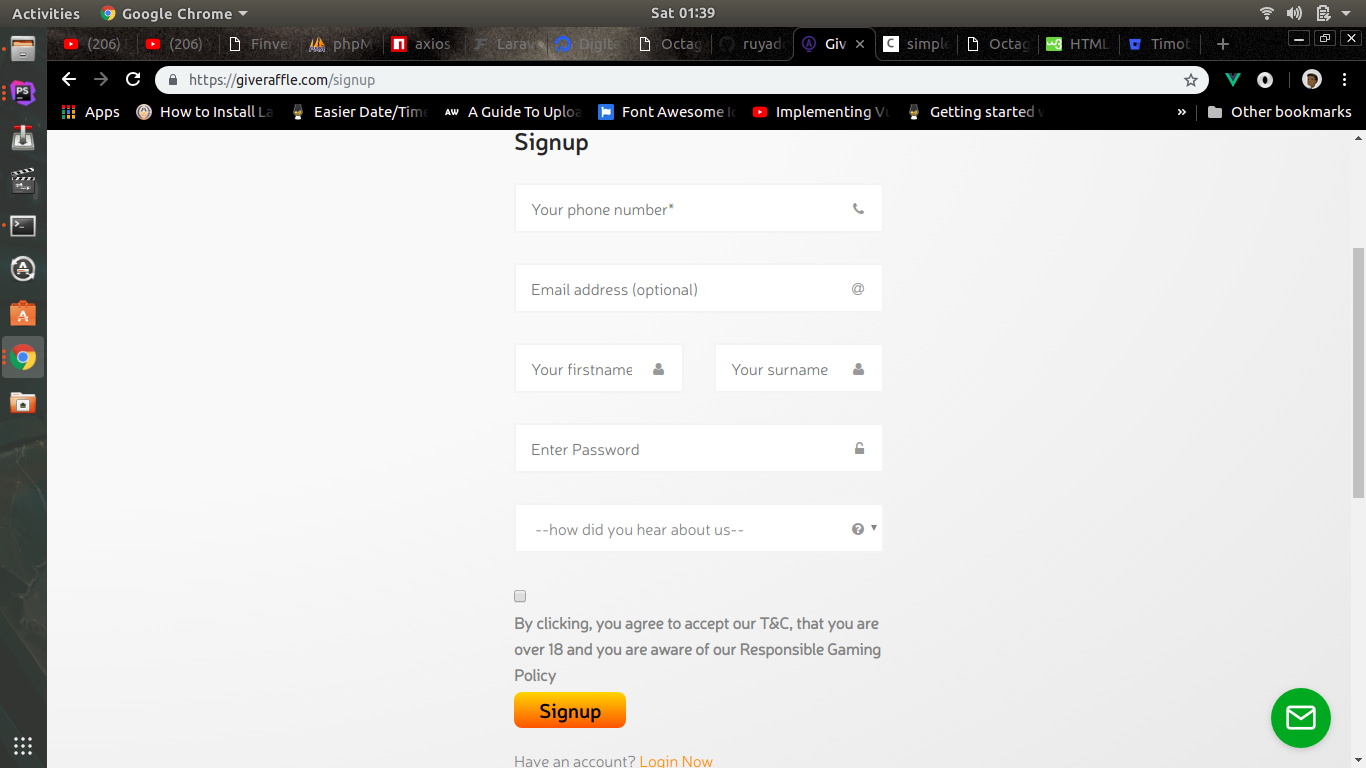 Activities
Google Chrome
Sat 01:39
(206)
(206)
Finve
phpM
axios
Larav
Digit
Octag
ruyad
Giv
simple
Octag
HTML
Timot
https://giveraffle.com/signup
Apps
How to Install La
Easier Date/Time
AW
A Guide To Uploa
Font Awesome Ic
Implementing Vu
Getting started w
»
Other bookmarks
Signup
Your phone number*
Email address (optional)
@
Your firstname
Your surname
Enter Password
--how did you hear about us--
By clicking, you agree to accept our T&C, that you are
over 18 and you are aware of our Responsible Gaming
Policy
Signup
Have an account? Login Now